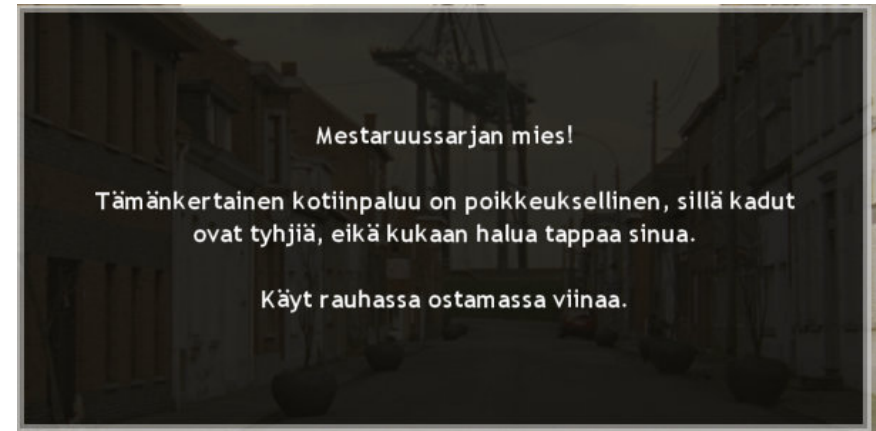 Mestaruussarjan mies!
Tämänkertainen kotiinpaluu on poikkeuksellinen, sillä kadut
ovat tyhjiä, eikä kukaan halua tappaa sinua.
Käyt rauhassa ostamassa viinaa.